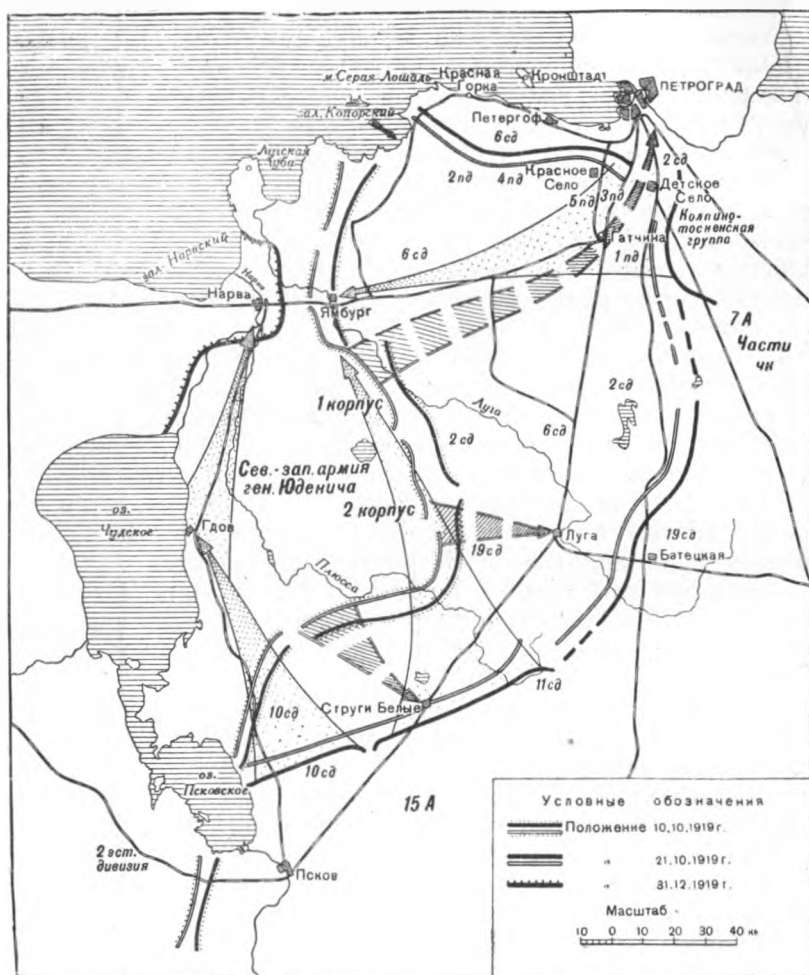 м Серая Лошадь
Красная
Горка
Кронштадт
ПЕТРОГРАД
зал. Копорский
Петергоф
6 сд
Лужская
Губа
2 пд
4 пд
Красное
Село
5 пд
3 пд
2 сд
Детское
Село
Колпино-
тосненская
группа
Гатчина
1 пд
6 сд
зал. Нарвский
Нарва
Нарва
Ямбург
7 А
Части
чк
1 корпус
Луга
2 сд
6 сд
2 сд
Сев.-зап. армия
ген. Юденича
2 корпус
оз.
Чудское
Гдов
19 сд
Луга
19 сд
Батецкая
Плюсса
11 сд
Струги Белые
10 сд
10 сд
оз.
Псковское
15 А
2 эст.
дивизия
Псков
Условные обозначения
Положение 10.10.1919 г.
" 21.10.1919 г.
" 31.12.1919 г.
Масштаб
10 0 10 20 30 40 км